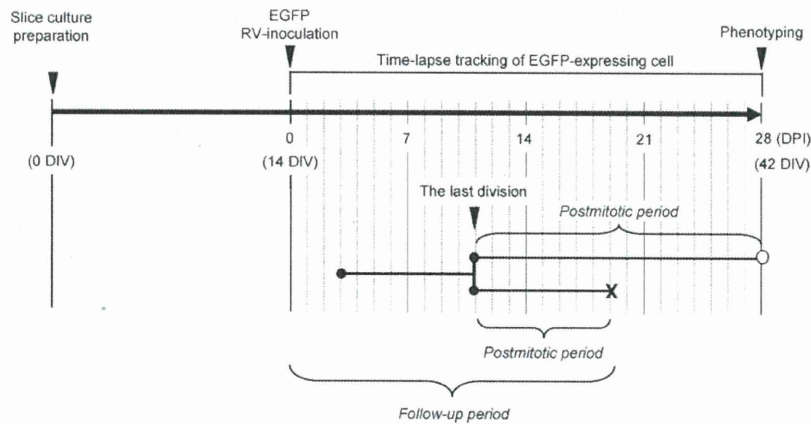 Slice culture
preparation
EGFP
RV-inoculation
Phenotyping
Time-lapse tracking of EGFP-expressing cell
0
7
14
21
28 (DPI)
(0 DIV)
(14 DIV)
(42 DIV)
The last division
Postmitotic period
X
Postmitotic period
Follow-up period